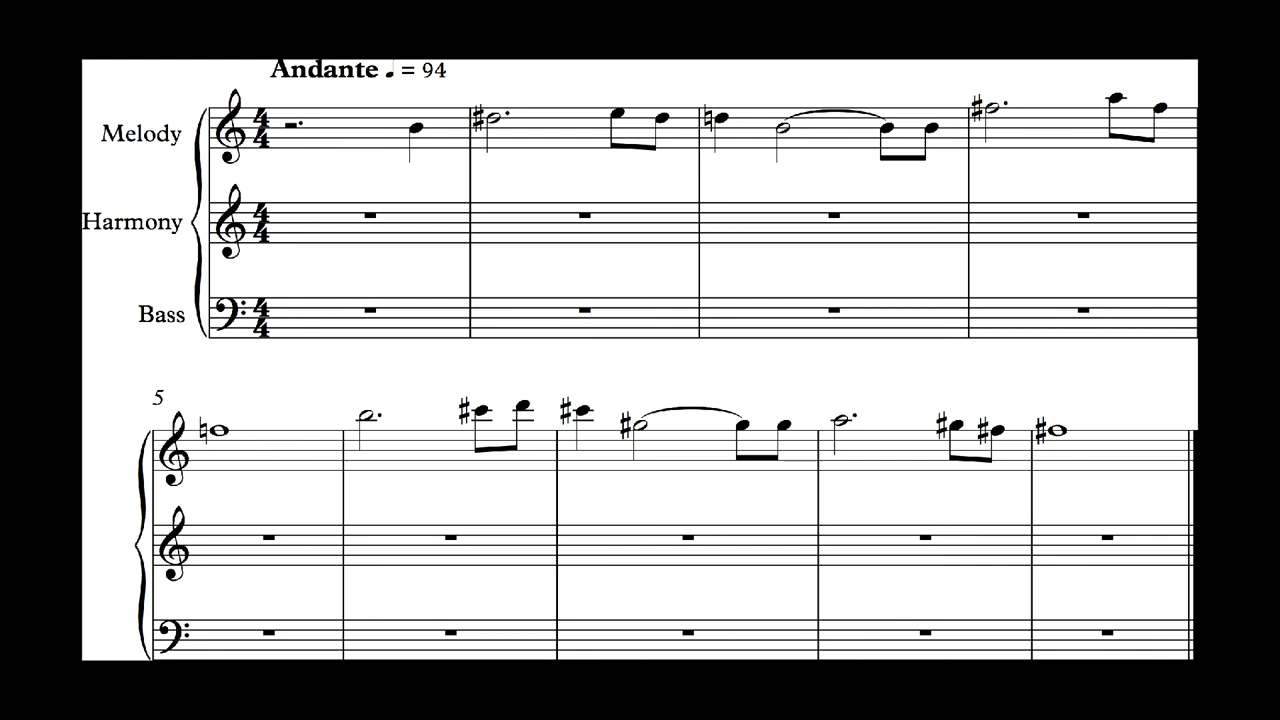 Andante ♩ = 94
Melody
Harmony
Bass
5